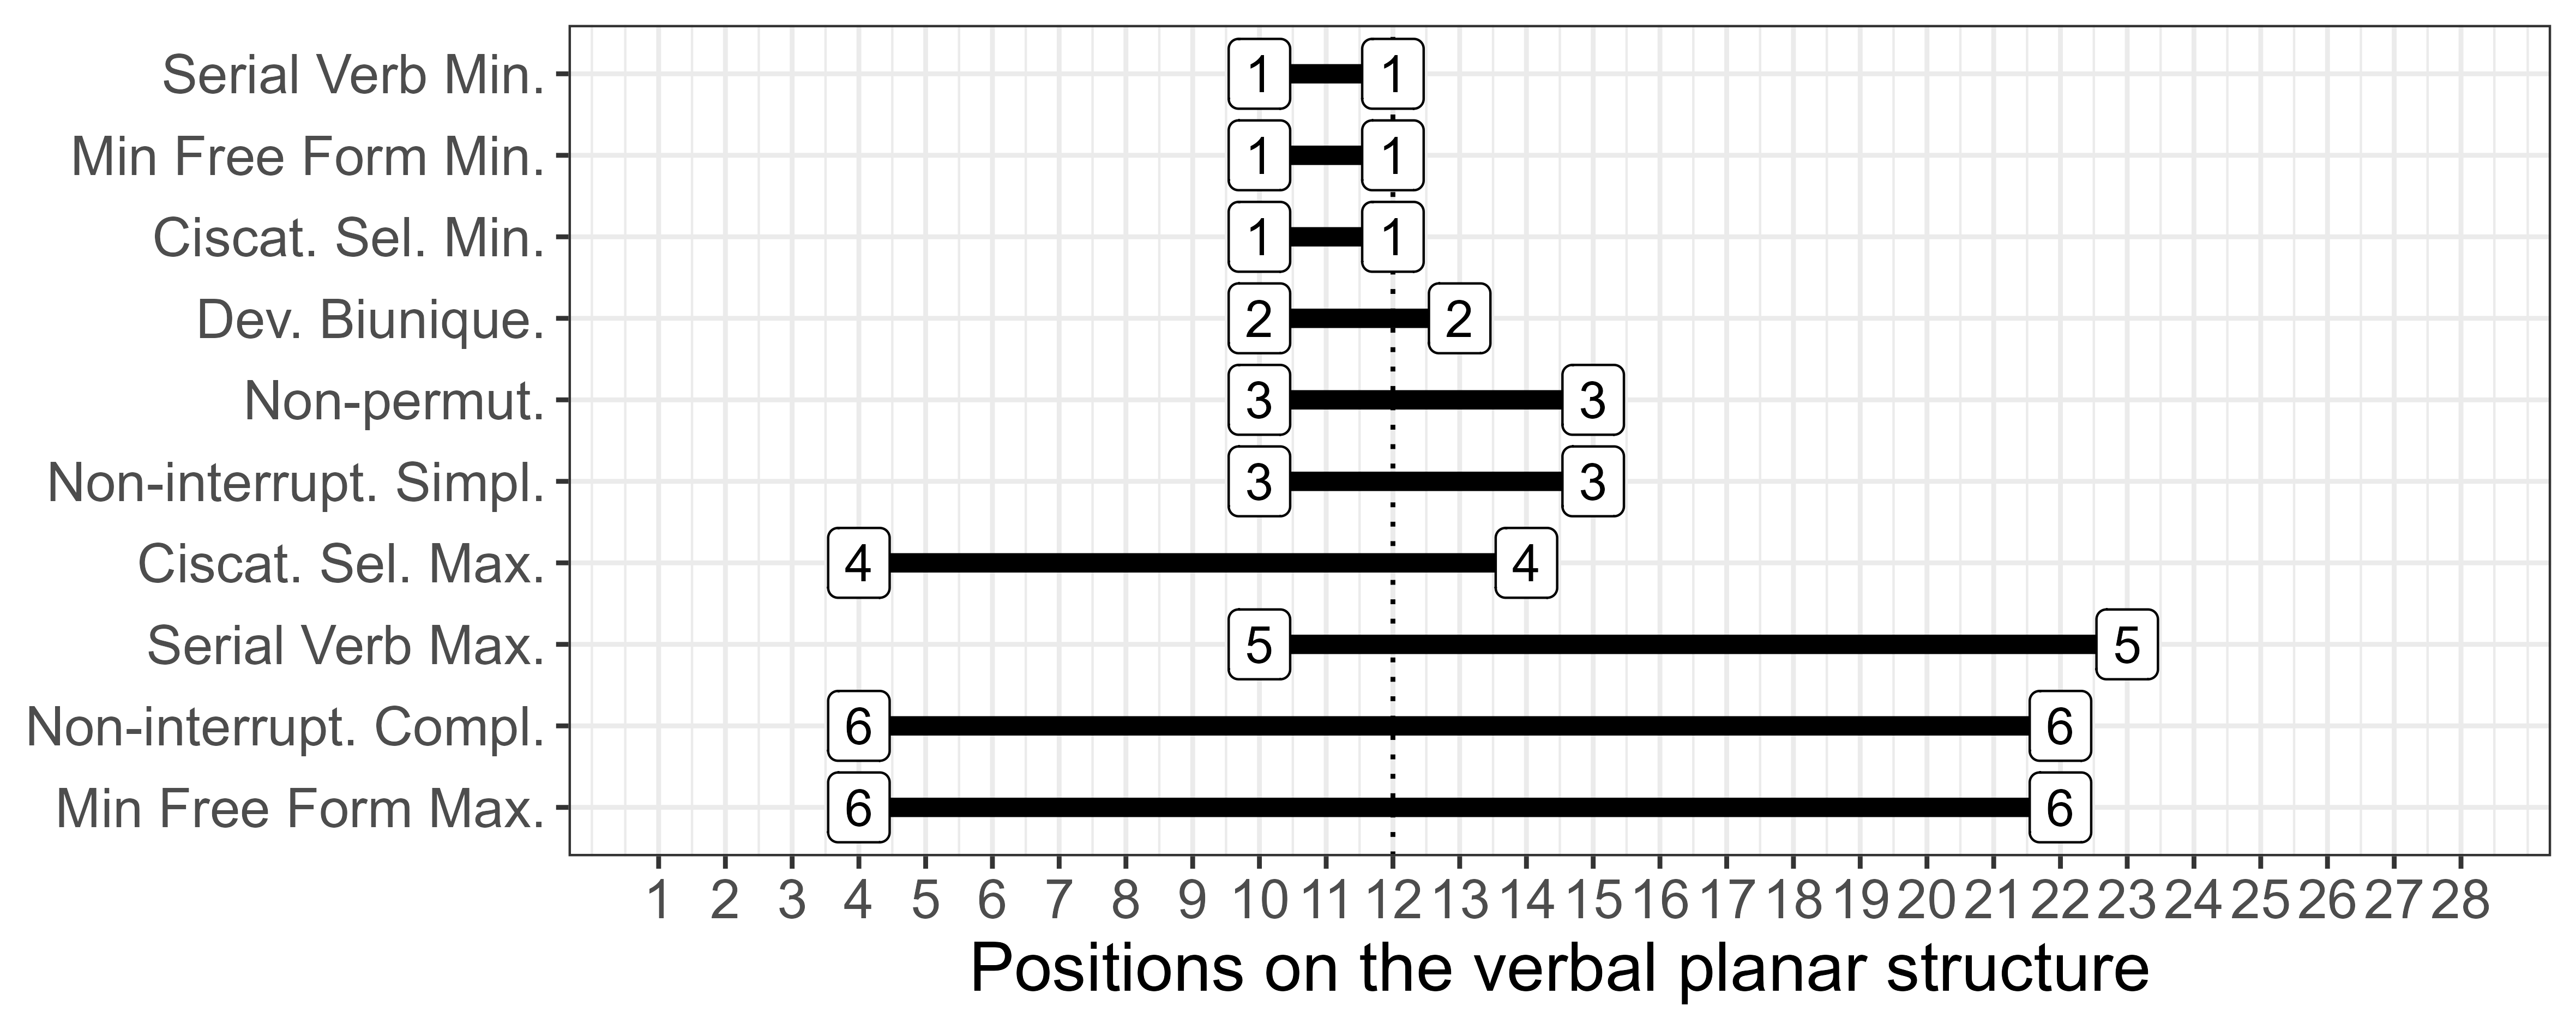 Serial Verb Min. 1 1
Min Free Form Min. 1 1
Ciscat. Sel. Min. 1 1
Dev. Biunique. 2 2
Non-permut. 3 3
Non-interrupt. Simpl. 3 3
Ciscat. Sel. Max. 4 4
Serial Verb Max. 5 5
Non-interrupt. Compl. 6 6
Min Free Form Max. 6 6
1 2 3 4 5 6 7 8 9 10 11 12 13 14 15 16 17 18 19 20 21 22 23 24 25 26 27 28
Positions on the verbal planar structure